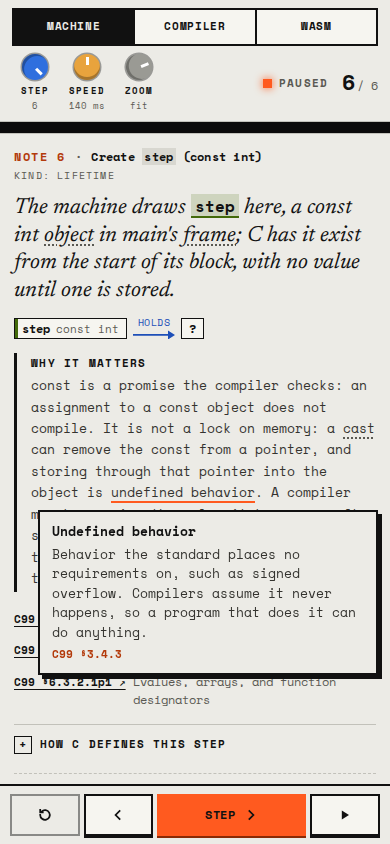 MACHINE COMPILER WASM
STEP SPEED ZOOM
6 140 ms fit
PAUSED 6 / 6
NOTE 6 · Create step (const int)
KIND: LIFETIME
The machine draws step here, a const
int object in main's frame; C has it exist
from the start of its block, with no value
until one is stored.
step const int HOLDS ?
WHY IT MATTERS
const is a promise the compiler checks: an
assignment to a const object does not
compile. It is not a lock on memory: a cast
can remove the const from a pointer, and
storing through that pointer into the
object is undefined behavior. A compiler
Undefined behavior
Behavior the standard places no
requirements on, such as signed
overflow. Compilers assume it never
happens, so a program that does it can
do anything.
C99 §3.4.3
C99
C99
C99 §6.3.2.1p1 ↗ Lvalues, arrays, and function
designators
+ HOW C DEFINES THIS STEP
STEP